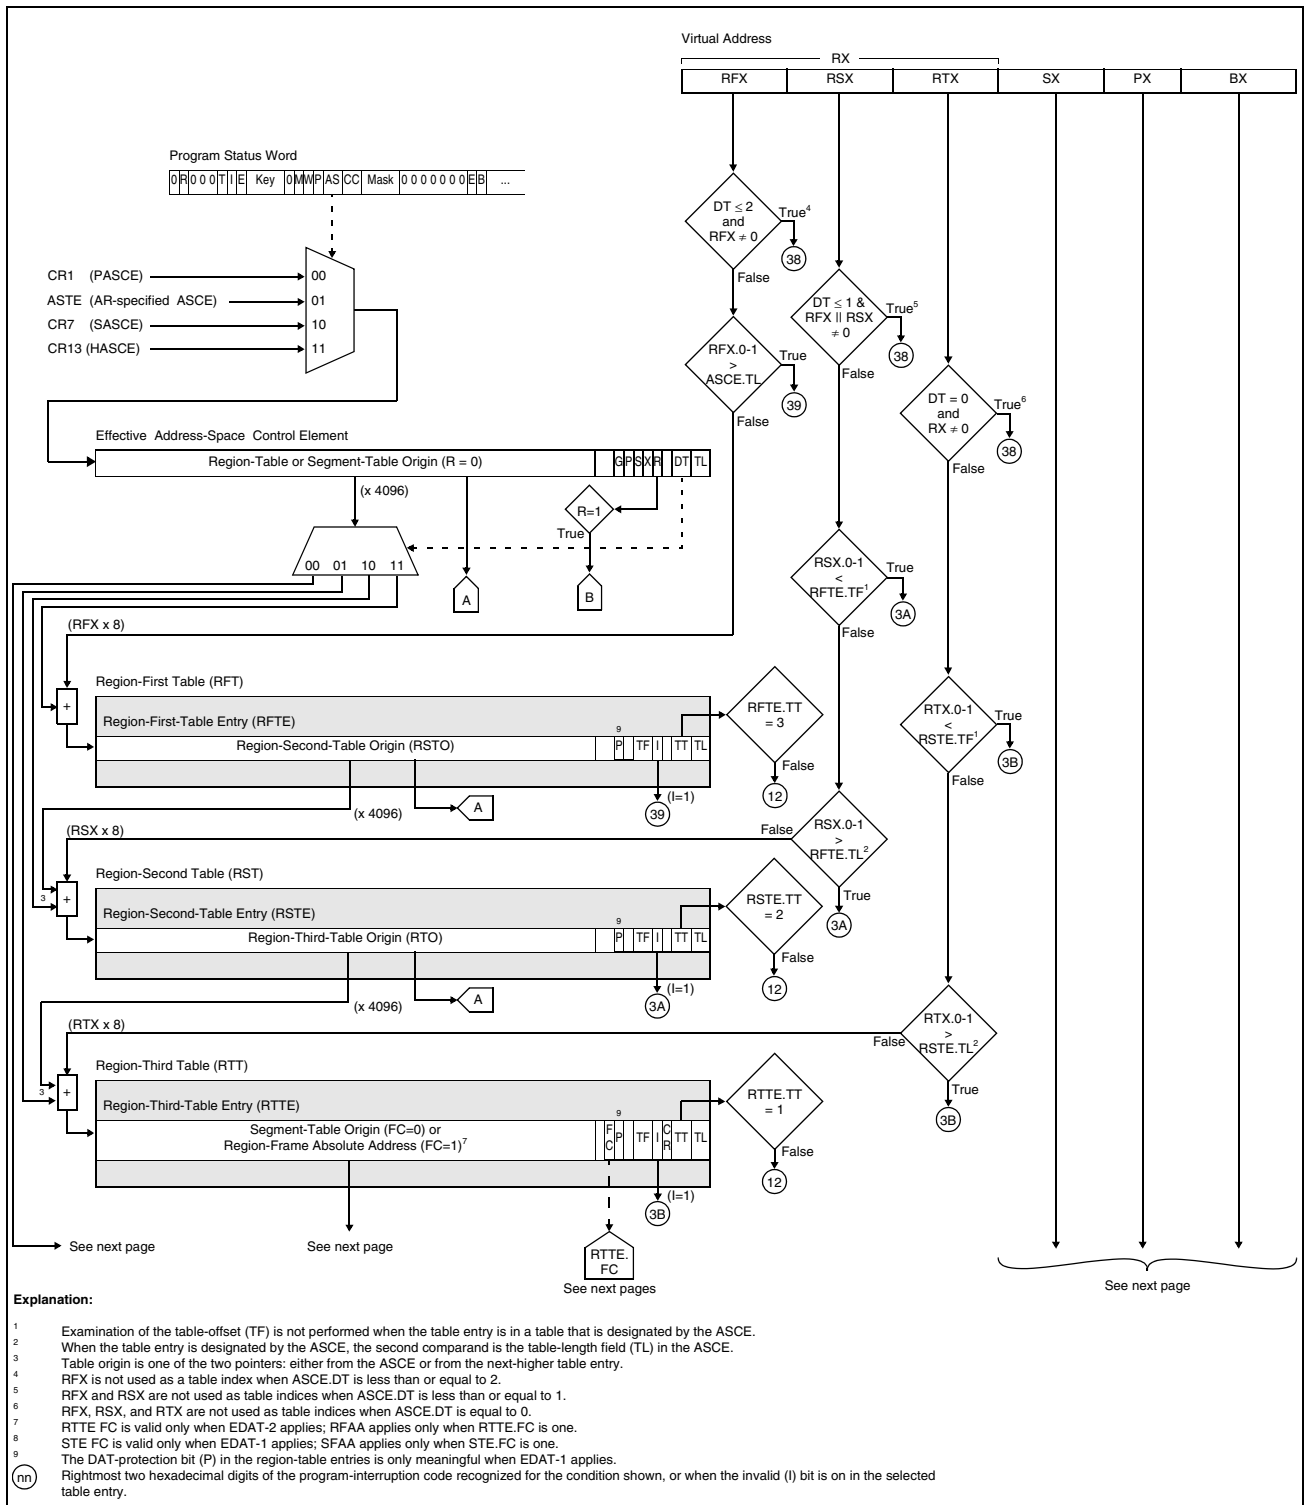 Virtual Address
RX
RFX RSX RTX SX PX BX
Program Status Word
0 R 0 0 0 T I E Key 0 M W P AS CC Mask 0 0 0 0 0 0 0 E B ...
DT ≤ 2
and
RFX ≠ 0
True⁴
38
False
CR1 (PASCE)
00
ASTE (AR-specified ASCE)
01
CR7 (SASCE)
10
CR13 (HASCE)
11
DT ≤ 1 &
RFX || RSX
≠ 0
True⁵
38
False
RFX.0-1
>
ASCE.TL
True
39
False
DT = 0
and
RX ≠ 0
True⁶
38
False
Effective Address-Space Control Element
Region-Table or Segment-Table Origin (R = 0) G P S X R DT TL
(x 4096)
R=1
True
00 01 10 11
A
B
RSX.0-1
<
RFTE.TF¹
True
3A
False
(RFX x 8)
+
Region-First Table (RFT)
Region-First-Table Entry (RFTE)
9
Region-Second-Table Origin (RSTO) P TF I TT TL
RFTE.TT
= 3
False
12
(I=1)
39
(x 4096)
A
RTX.0-1
<
RSTE.TF¹
True
3B
False
RSX.0-1
>
RFTE.TL²
False
True
3A
(RSX x 8)
3
+
Region-Second Table (RST)
Region-Second-Table Entry (RSTE)
9
Region-Third-Table Origin (RTO) P TF I TT TL
RSTE.TT
= 2
False
12
(I=1)
3A
(x 4096)
A
RTX.0-1
>
RSTE.TL²
False
True
3B
(RTX x 8)
3
+
Region-Third Table (RTT)
Region-Third-Table Entry (RTTE)
9
Segment-Table Origin (FC=0) or
Region-Frame Absolute Address (FC=1)⁷
FC P TF I CR TT TL
RTTE.TT
= 1
False
12
(I=1)
3B
See next page
See next page
RTTE.
FC
See next pages
See next page
Explanation:
1 Examination of the table-offset (TF) is not performed when the table entry is in a table that is designated by the ASCE.
2 When the table entry is designated by the ASCE, the second comparand is the table-length field (TL) in the ASCE.
3 Table origin is one of the two pointers: either from the ASCE or from the next-higher table entry.
4 RFX is not used as a table index when ASCE.DT is less than or equal to 2.
5 RFX and RSX are not used as table indices when ASCE.DT is less than or equal to 1.
6 RFX, RSX, and RTX are not used as table indices when ASCE.DT is equal to 0.
7 RTTE FC is valid only when EDAT-2 applies; RFAA applies only when RTTE.FC is one.
8 STE FC is valid only when EDAT-1 applies; SFAA applies only when STE.FC is one.
9 The DAT-protection bit (P) in the region-table entries is only meaningful when EDAT-1 applies.
nn Rightmost two hexadecimal digits of the program-interruption code recognized for the condition shown, or when the invalid (I) bit is on in the selected
table entry.